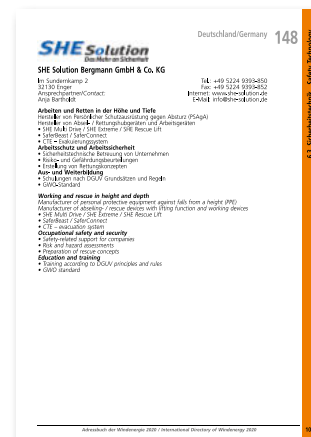 Deutschland/Germany 148
SHE Solution
Das Mehr an Sicherheit
SHE Solution Bergmann GmbH & Co. KG
Im Sundernkamp 2
32130 Enger
Ansprechpartner/Contact:
Anja Bartholdt
Tel.: +49 5224 9393-850
Fax: +49 5224 9393-852
Internet: www.she-solution.de
E-Mail: info@she-solution.de
Arbeiten und Retten in der Höhe und Tiefe
Hersteller von Persönlicher Schutzausrüstung gegen Absturz (PSAgA)
Hersteller von Abseil- / Rettungshubgeräten und Arbeitsgeräten
• SHE Multi Drive / SHE Extreme / SHE Rescue Lift
• SaferBeast / SaferConnect
• CTE – Evakuierungssystem
Arbeitsschutz und Arbeitssicherheit
• Sicherheitstechnische Betreuung von Unternehmen
• Risiko- und Gefährdungsbeurteilungen
• Erstellung von Rettungskonzepten
Aus- und Weiterbildung
• Schulungen nach DGUV Grundsätzen und Regeln
• GWO-Standard
Working and rescue in height and depth
Manufacturer of personal protective equipment against falls from a height (PPE)
Manufacturer of abseiling- / rescue devices with lifting function and working devices
• SHE Multi Drive / SHE Extreme / SHE Rescue Lift
• SaferBeast / SaferConnect
• CTE – evacuation system
Occupational safety and security
• Safety-related support for companies
• Risk and hazard assessments
• Preparation of rescue concepts
Education and training
• Training according to DGUV principles and rules
• GWO standard
6.3 Sicherheitstechnik Safety Technology
Adressbuch der Windenergie 2020 / International Directory of Windenergy 2020